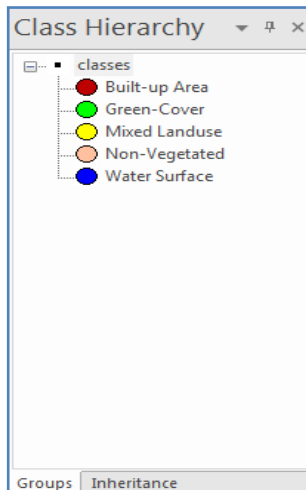 Class Hierarchy
classes
Built-up Area
Green-Cover
Mixed Landuse
Non-Vegetated
Water Surface
Groups Inheritance